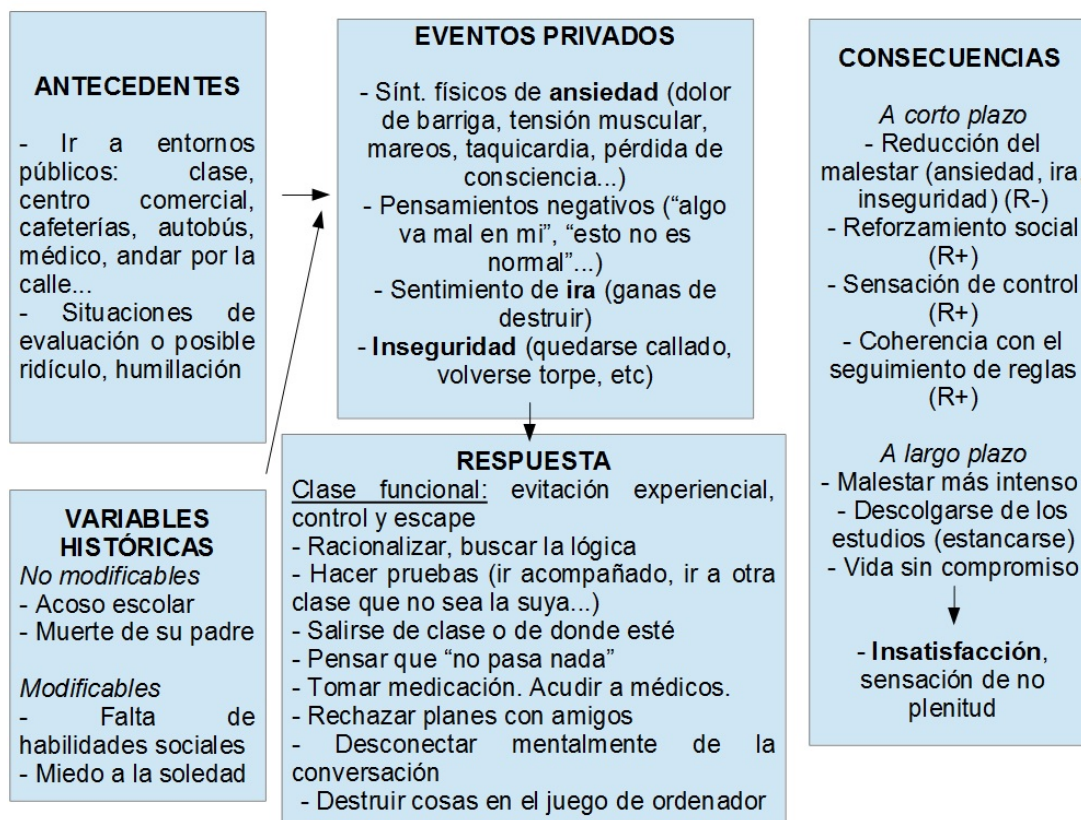 ANTECEDENTES
- Ir a entornos
públicos: clase,
centro comercial,
cafeterías, autobús,
médico, andar por la
calle...
- Situaciones de
evaluación o posible
ridículo, humillación
VARIABLES
HISTÓRICAS
No modificables
- Acoso escolar
- Muerte de su padre
Modificables
- Falta de
habilidades sociales
- Miedo a la soledad
EVENTOS PRIVADOS
- Sínt. físicos de ansiedad (dolor
de barriga, tensión muscular,
mareos, taquicardia, pérdida de
consciencia...)
- Pensamientos negativos (“algo
va mal en mi”, “esto no es
normal”...)
- Sentimiento de ira (ganas de
destruir)
- Inseguridad (quedarse callado,
volverse torpe, etc)
RESPUESTA
Clase funcional: evitación experiencial,
control y escape
- Racionalizar, buscar la lógica
- Hacer pruebas (ir acompañado, ir a otra
clase que no sea la suya...)
- Salirse de clase o de donde esté
- Pensar que “no pasa nada”
- Tomar medicación. Acudir a médicos.
- Rechazar planes con amigos
- Desconectar mentalmente de la
conversación
- Destruir cosas en el juego de ordenador
CONSECUENCIAS
A corto plazo
- Reducción del
malestar (ansiedad, ira,
inseguridad) (R-)
- Reforzamiento social
(R+)
- Sensación de control
(R+)
- Coherencia con el
seguimiento de reglas
(R+)
A largo plazo
- Malestar más intenso
- Descolgarse de los
estudios (estancarse)
- Vida sin compromiso
- Insatisfacción,
sensación de no
plenitud